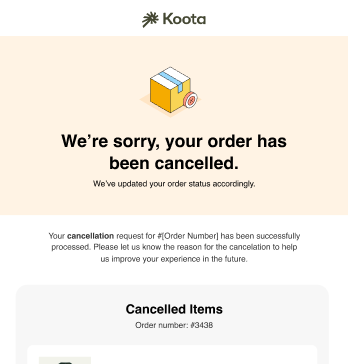 Koota
We’re sorry, your order has
been cancelled.
We’ve updated your order status accordingly.
Your cancellation request for #[Order Number] has been successfully
processed. Please let us know the reason for the cancelation to help
us improve your experience in the future.
Cancelled Items
Order number: #3438